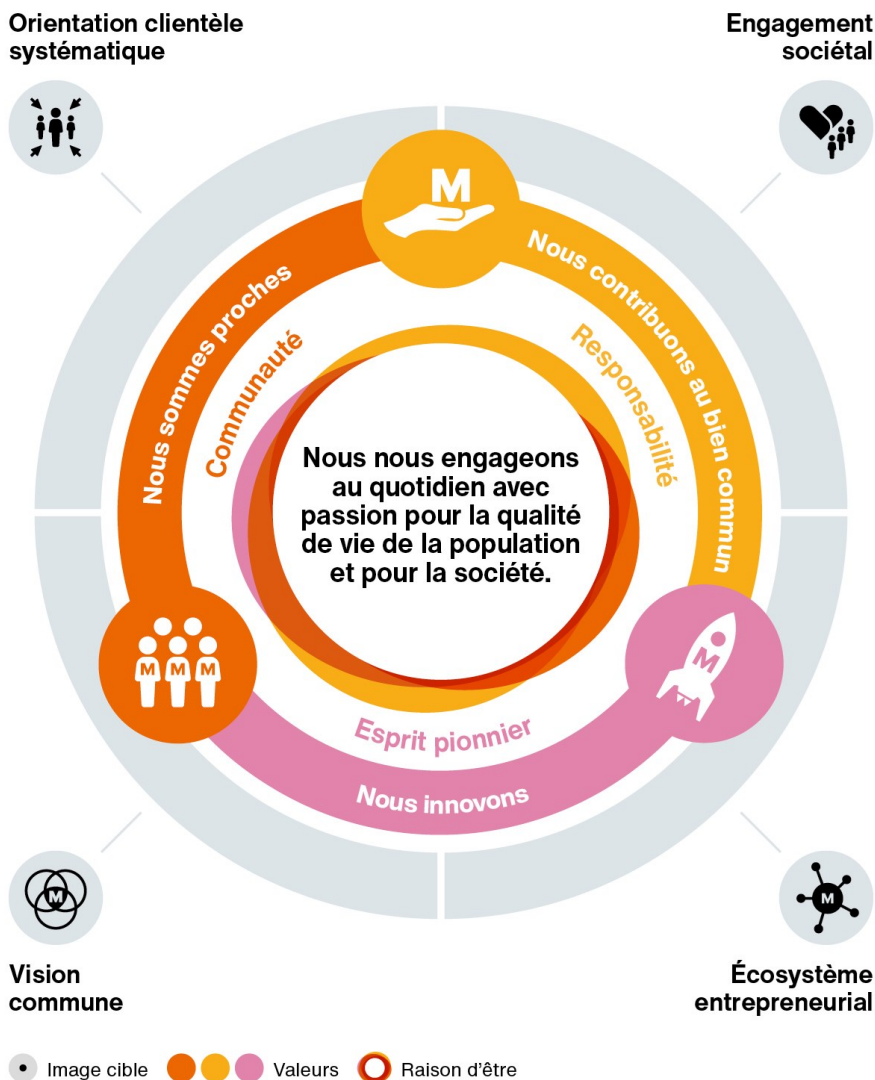 Orientation clientèle
systématique
Engagement
sociétal
M
Nous sommes proches
Communauté
Nous contribuons au bien commun
Responsabilité
Nous nous engageons
au quotidien avec
passion pour la qualité
de vie de la population
et pour la société.
M M M
M
Esprit pionnier
Nous innovons
M
M
Vision
commune
Écosystème
entrepreneurial
Image cible
Valeurs
Raison d'être